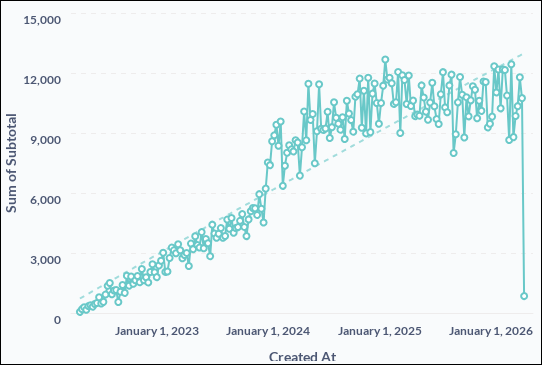 15,000
12,000
9,000
6,000
3,000
0
Sum of Subtotal
January 1, 2023
January 1, 2024
January 1, 2025
January 1, 2026
Created At